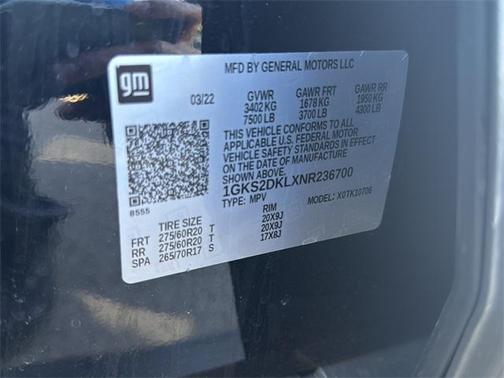 gm
MFD BY GENERAL MOTORS LLC
03/22 GVWR GAWR FRT GAWR RR
3402 KG 1678 KG 1950 KG
7500 LB 3700 LB 4300 LB
THIS VEHICLE CONFORMS TO ALL
APPLICABLE U.S. FEDERAL MOTOR
VEHICLE SAFETY STANDARDS IN EFFECT
ON THE DATE OF MANUFACTURE
SHOWN ABOVE.
1GKS2DKLXNR236700
TYPE: MPV MODEL: X0TK10706
8555
TIRE SIZE RIM
FRT 275/60R20 T 20X9J
RR 275/60R20 T 20X9J
SPA 265/70R17 S 17X8J